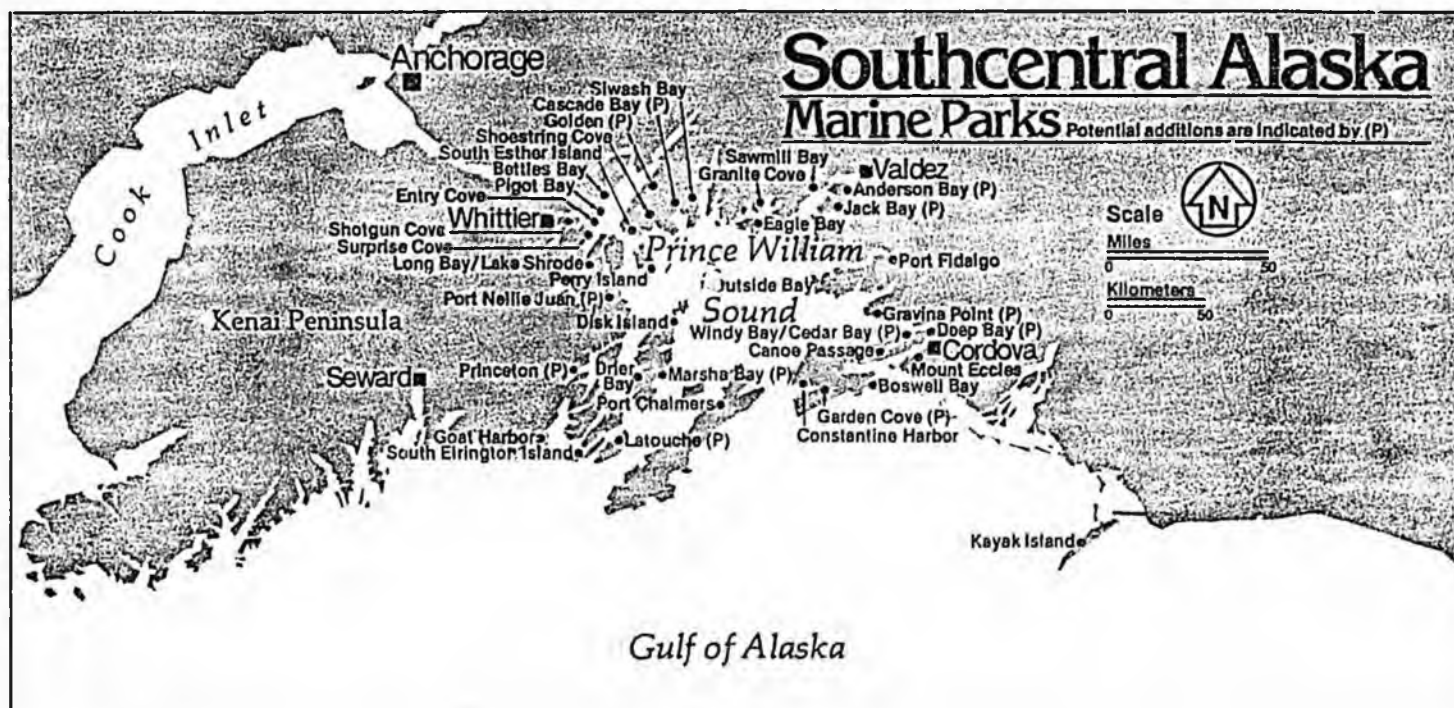 Southcentral Alaska
Marine Parks Potential additions are indicated by (P)
Anchorage
Cook Inlet
Siwash Bay
Cascade Bay (P)
Golden (P)
Shoestring Cove
South Esther Island
Bettles Bay
Pigot Bay
Entry Cove
Whittier
Shotgun Cove
Surprise Cove
Long Bay/Lake Shrode
Perry Island
Port Nellie Juan (P)
Disk Island
Sawmill Bay
Granite Cove
Valdez
Anderson Bay (P)
Jack Bay (P)
Eagle Bay
Prince William
Sound
Port Fidalgo
Outside Bay
Gravina Point (P)
Windy Bay/Cedar Bay (P)
Deep Bay (P)
Canoe Passage
Cordova
Mount Eccles
Boswell Bay
Garden Cove (P)
Constantine Harbor
Kenai Peninsula
Seward
Princeton (P)
Drier
Bay
Marsha Bay (P)
Port Chalmers
Goat Harbor
South Elrington Island
Latouche (P)
Scale
N
Miles
0 50
Kilometers
0 50
Kayak Island
Gulf of Alaska